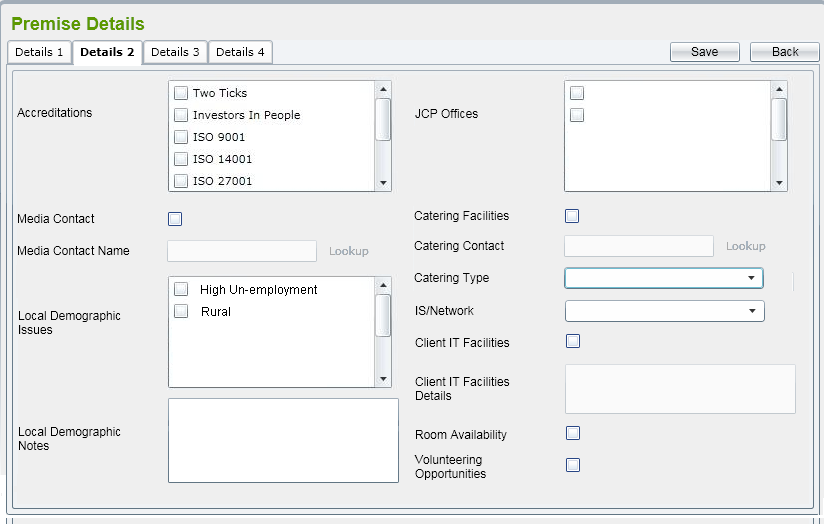 Premise Details
Details 1
Details 2
Details 3
Details 4
Save
Back
Accreditations
Two Ticks
Investors In People
ISO 9001
ISO 14001
ISO 27001
JCP Offices
Media Contact
Catering Facilities
Media Contact Name
Lookup
Catering Contact
Lookup
Catering Type
Local Demographic
Issues
High Un-employment
Rural
IS/Network
Client IT Facilities
Client IT Facilities
Details
Local Demographic
Notes
Room Availability
Volunteering
Opportunities